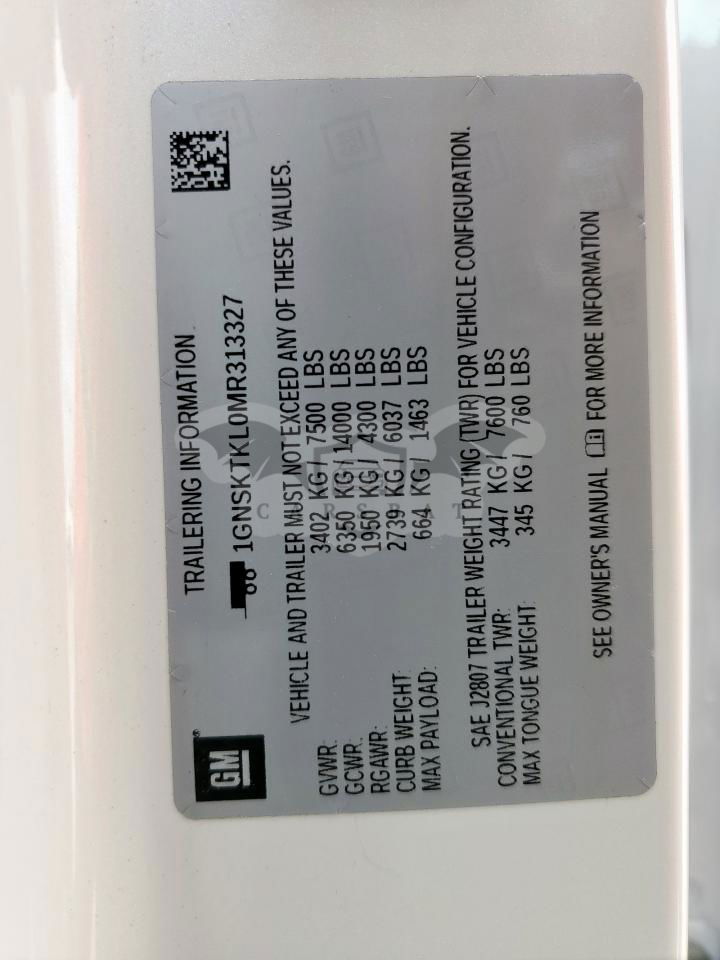 GM
TRAILERING INFORMATION
1GNSKTKL0MR313327
VEHICLE AND TRAILER MUST NOT EXCEED ANY OF THESE VALUES.
GVWR: 3402 KG / 7500 LBS
GCWR: 6350 KG / 14000 LBS
RGAWR: 1950 KG / 4300 LBS
CURB WEIGHT: 2739 KG / 6037 LBS
MAX PAYLOAD: 664 KG / 1463 LBS
SAE J2807 TRAILER WEIGHT RATING (TWR) FOR VEHICLE CONFIGURATION.
CONVENTIONAL TWR: 3447 KG / 7600 LBS
MAX TONGUE WEIGHT: 345 KG / 760 LBS
SEE OWNER'S MANUAL FOR MORE INFORMATION
CARSBAT